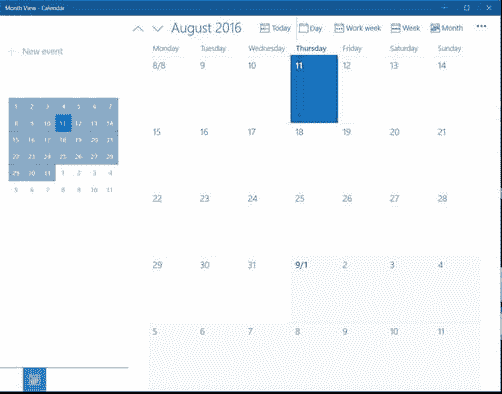 Month View - Calendar
August 2016 Today Day Work week Week Month
+ New event
Monday Tuesday Wednesday Thursday Friday Saturday Sunday
8/8 9 10 11 12 13 14
15 16 17 18 19 20 21
22 23 24 25 26 27 28
29 30 31 9/1 2 3 4
5 6 7 8 9 10 11
1 2 3 4 5 6 7
8 9 10 11 12 13 14
15 16 17 18 19 20 21
22 23 24 25 26 27 28
29 30 31 1 2 3 4
5 6 7 8 9 10 11